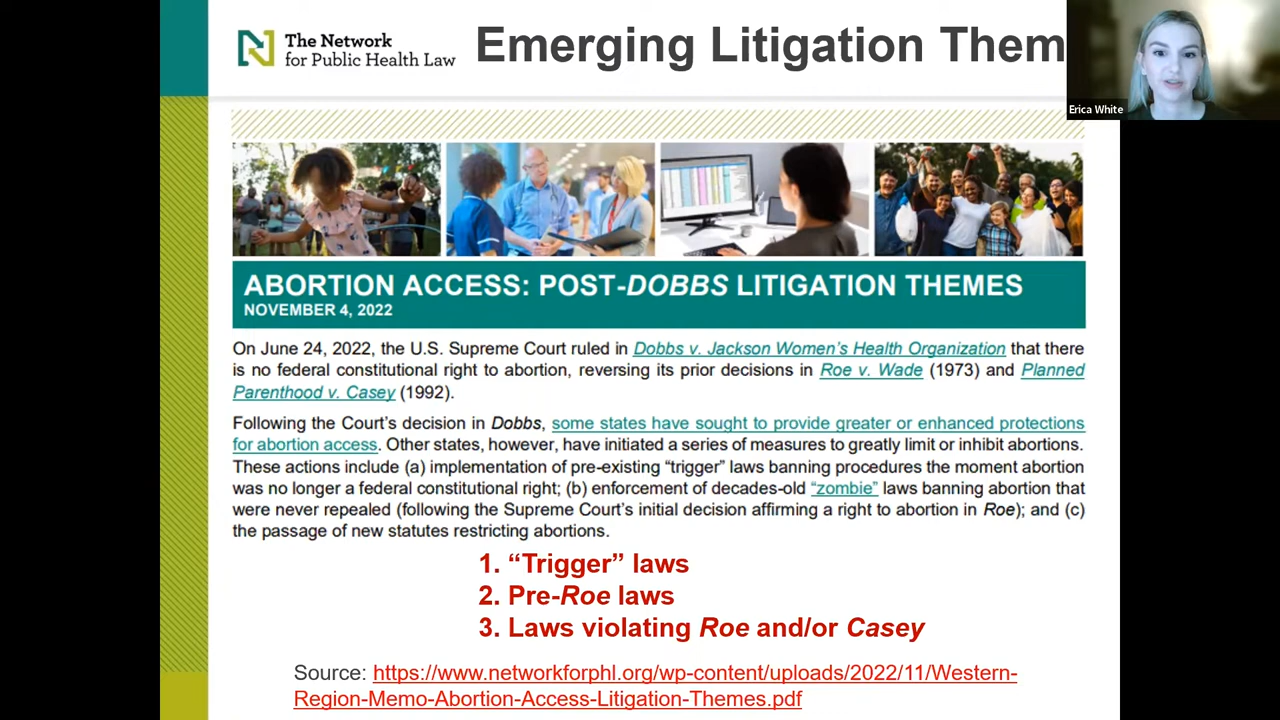 The Network
for Public Health Law
Emerging Litigation Them
Erica White
ABORTION ACCESS: POST-DOBBS LITIGATION THEMES
NOVEMBER 4, 2022
On June 24, 2022, the U.S. Supreme Court ruled in Dobbs v. Jackson Women's Health Organization that there
is no federal constitutional right to abortion, reversing its prior decisions in Roe v. Wade (1973) and Planned
Parenthood v. Casey (1992).
Following the Court's decision in Dobbs, some states have sought to provide greater or enhanced protections
for abortion access. Other states, however, have initiated a series of measures to greatly limit or inhibit abortions.
These actions include (a) implementation of pre-existing “trigger” laws banning procedures the moment abortion
was no longer a federal constitutional right; (b) enforcement of decades-old “zombie” laws banning abortion that
were never repealed (following the Supreme Court's initial decision affirming a right to abortion in Roe); and (c)
the passage of new statutes restricting abortions.
1. “Trigger” laws
2. Pre-Roe laws
3. Laws violating Roe and/or Casey
Source: https://www.networkforphl.org/wp-content/uploads/2022/11/Western-
Region-Memo-Abortion-Access-Litigation-Themes.pdf